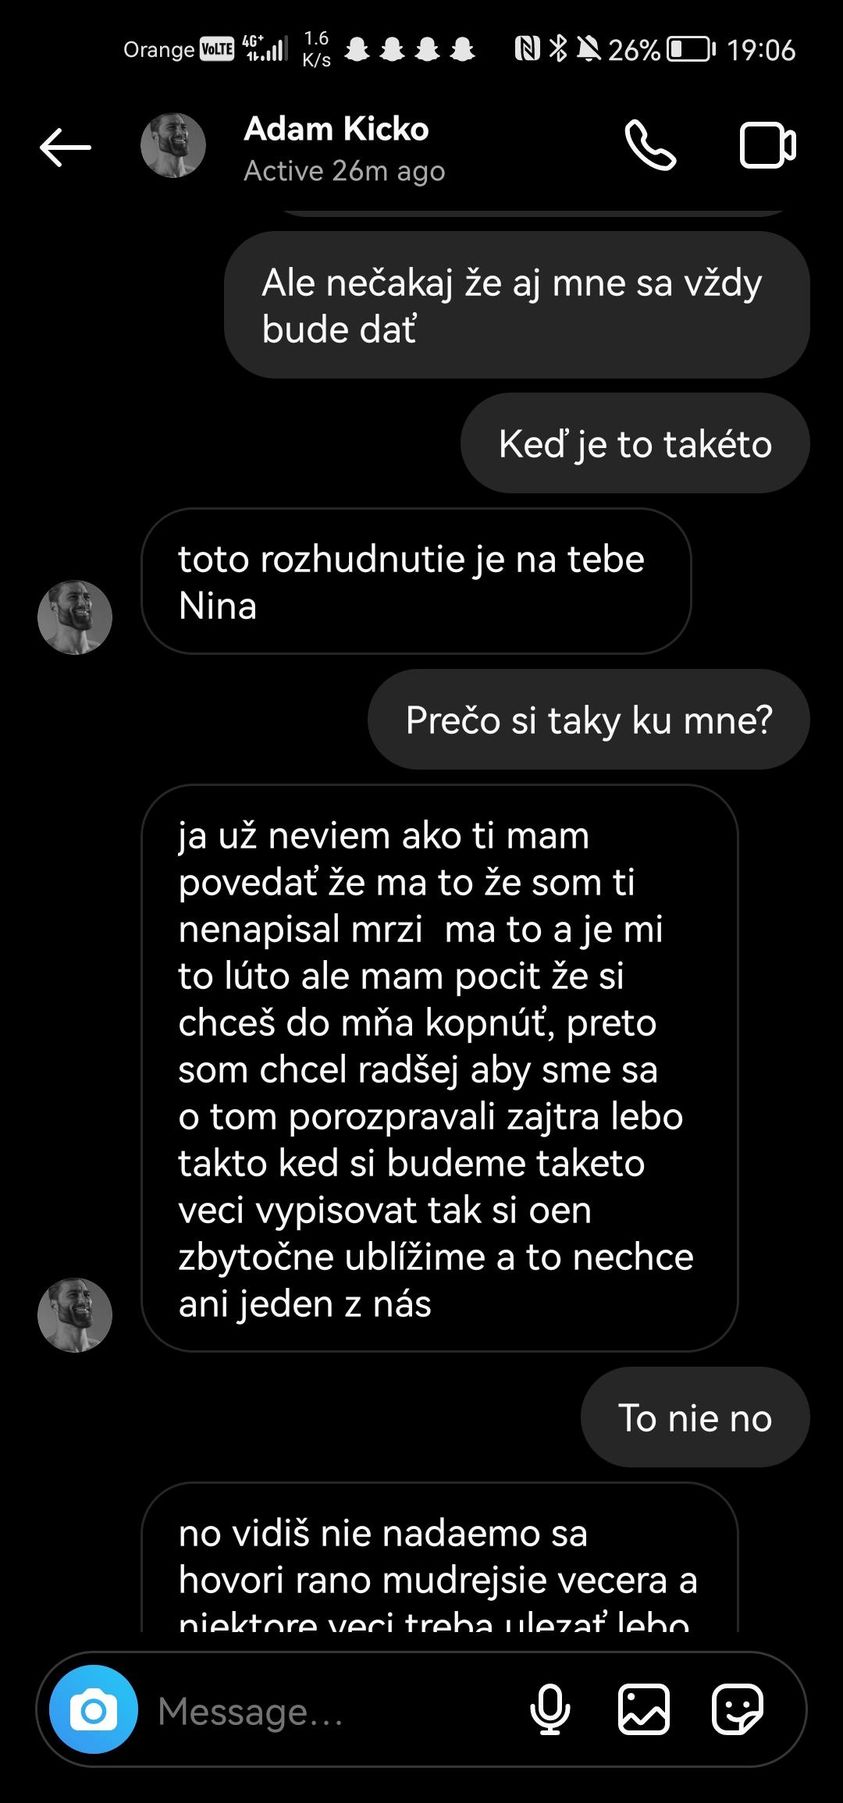 Orange VoLTE 4G+ 1.6 K/s 26% 19:06
Adam Kicko
Active 26m ago
Ale nečakaj že aj mne sa vždy
bude dať
Keď je to takéto
toto rozhudnutie je na tebe
Nina
Prečo si taky ku mne?
ja už neviem ako ti mam
povedať že ma to že som ti
nenapisal mrzi  ma to a je mi
to lúto ale mam pocit že si
chceš do mňa kopnúť, preto
som chcel radšej aby sme sa
o tom porozpravali zajtra lebo
takto ked si budeme taketo
veci vypisovat tak si oen
zbytočne ublížime a to nechce
ani jeden z nás
To nie no
no vidiš nie nadaemo sa
hovori rano mudrejsie vecera a
niektore veci treba ulezať lebo
Message...